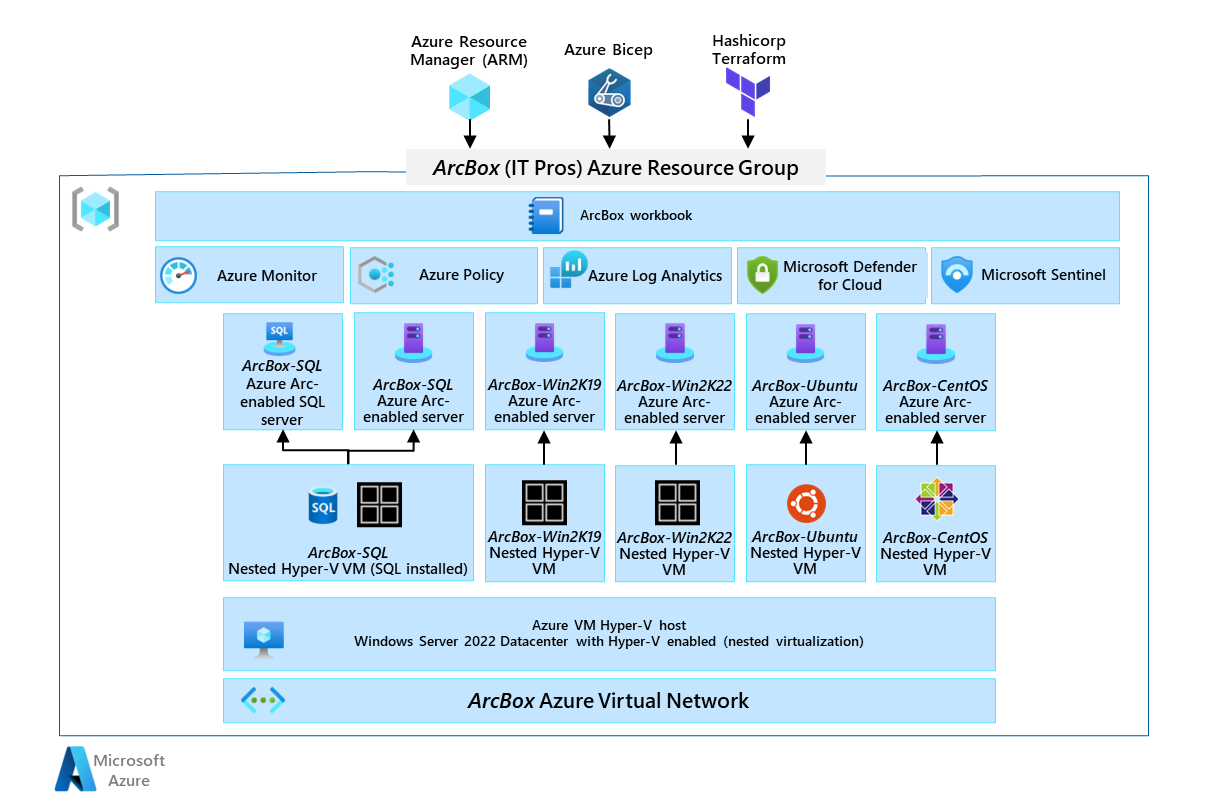 Azure Resource
Manager (ARM)
Azure Bicep
Hashicorp
Terraform
ArcBox (IT Pros) Azure Resource Group
ArcBox workbook
Azure Monitor
Azure Policy
Azure Log Analytics
Microsoft Defender
for Cloud
Microsoft Sentinel
SQL
ArcBox-SQL
Azure Arc-
enabled SQL
server
ArcBox-SQL
Azure Arc-
enabled server
ArcBox-Win2K19
Azure Arc-
enabled server
ArcBox-Win2K22
Azure Arc-
enabled server
ArcBox-Ubuntu
Azure Arc-
enabled server
ArcBox-CentOS
Azure Arc-
enabled server
SQL
ArcBox-SQL
Nested Hyper-V VM (SQL installed)
ArcBox-Win2K19
Nested Hyper-V
VM
ArcBox-Win2K22
Nested Hyper-V
VM
ArcBox-Ubuntu
Nested Hyper-V
VM
ArcBox-CentOS
Nested Hyper-V
VM
Azure VM Hyper-V host
Windows Server 2022 Datacenter with Hyper-V enabled (nested virtualization)
ArcBox Azure Virtual Network
Microsoft
Azure